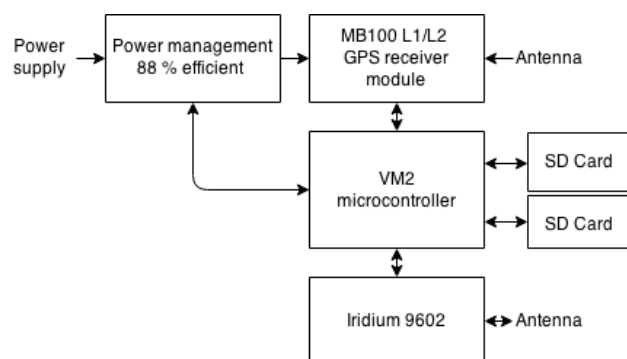 Power
supply
Power management
88 % efficient
MB100 L1/L2
GPS receiver
module
Antenna
VM2
microcontroller
SD Card
SD Card
Iridium 9602
Antenna